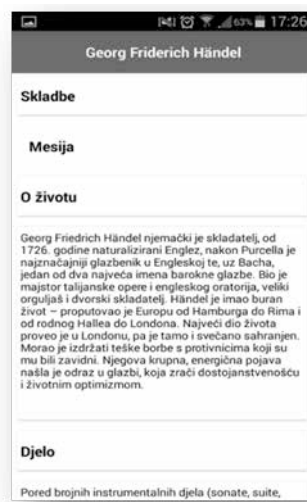 63% 17:26
Georg Friderich Händel
Skladbe
Mesija
O životu
Georg Friedrich Händel njemački je skladatelj, od
1726. godine naturalizirani Englez, nakon Purcella je
najznačajniji glazbenik u Engleskoj te, uz Bacha,
jedan od dva najveća imena barokne glazbe. Bio je
majstor talijanske opere i engleskog oratorija, veliki
orguljaš i dvorski skladatelj. Händel je imao buran
život – proputovao je Europu od Hamburga do Rima i
od rodnog Hallea do Londona. Najveći dio života
proveo je u Londonu, pa je tamo i svečano sahranjen.
Morao je izdržati teške borbe s protivnicima koji su
mu bili zavidni. Njegova krupna, energična pojava
našla je odraz u glazbi, koja zrači dostojanstvenošću
i životnim optimizmom.
Djelo
Pored brojnih instrumentalnih djela (sonate, suite,